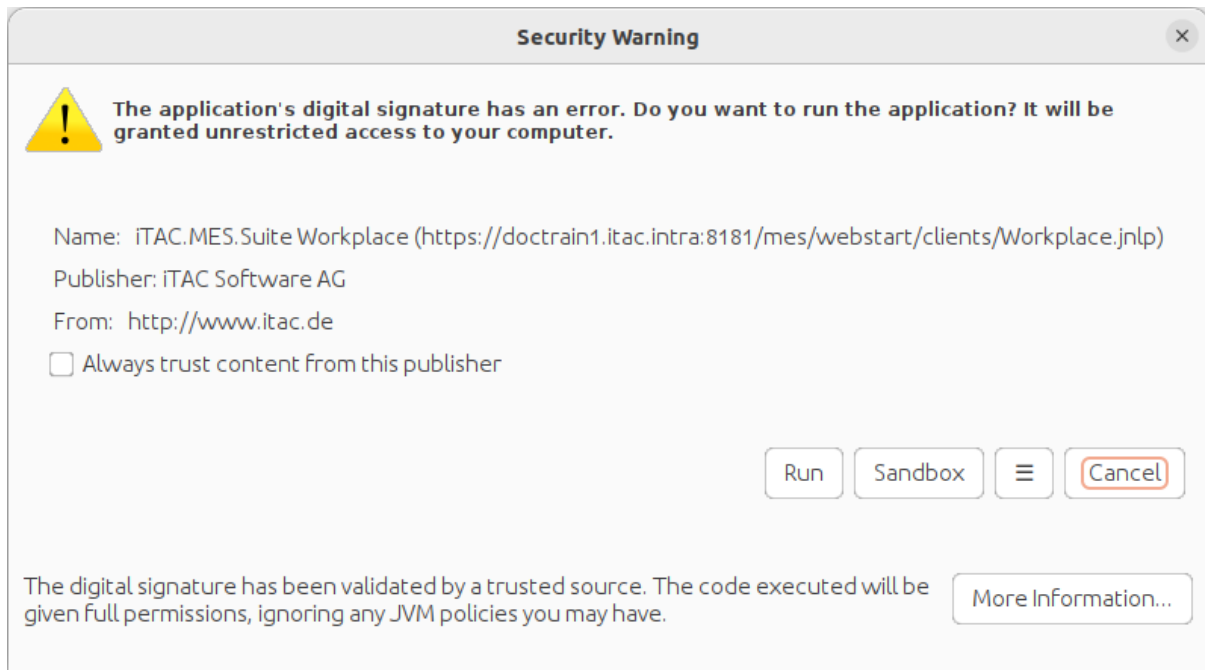 Security Warning
The application's digital signature has an error. Do you want to run the application? It will be
granted unrestricted access to your computer.
Name: iTAC.MES.Suite Workplace (https://doctrain1.itac.intra:8181/mes/webstart/clients/Workplace.jnlp)
Publisher: iTAC Software AG
From: http://www.itac.de
Always trust content from this publisher
Run Sandbox ☰ Cancel
The digital signature has been validated by a trusted source. The code executed will be
given full permissions, ignoring any JVM policies you may have.
More Information...